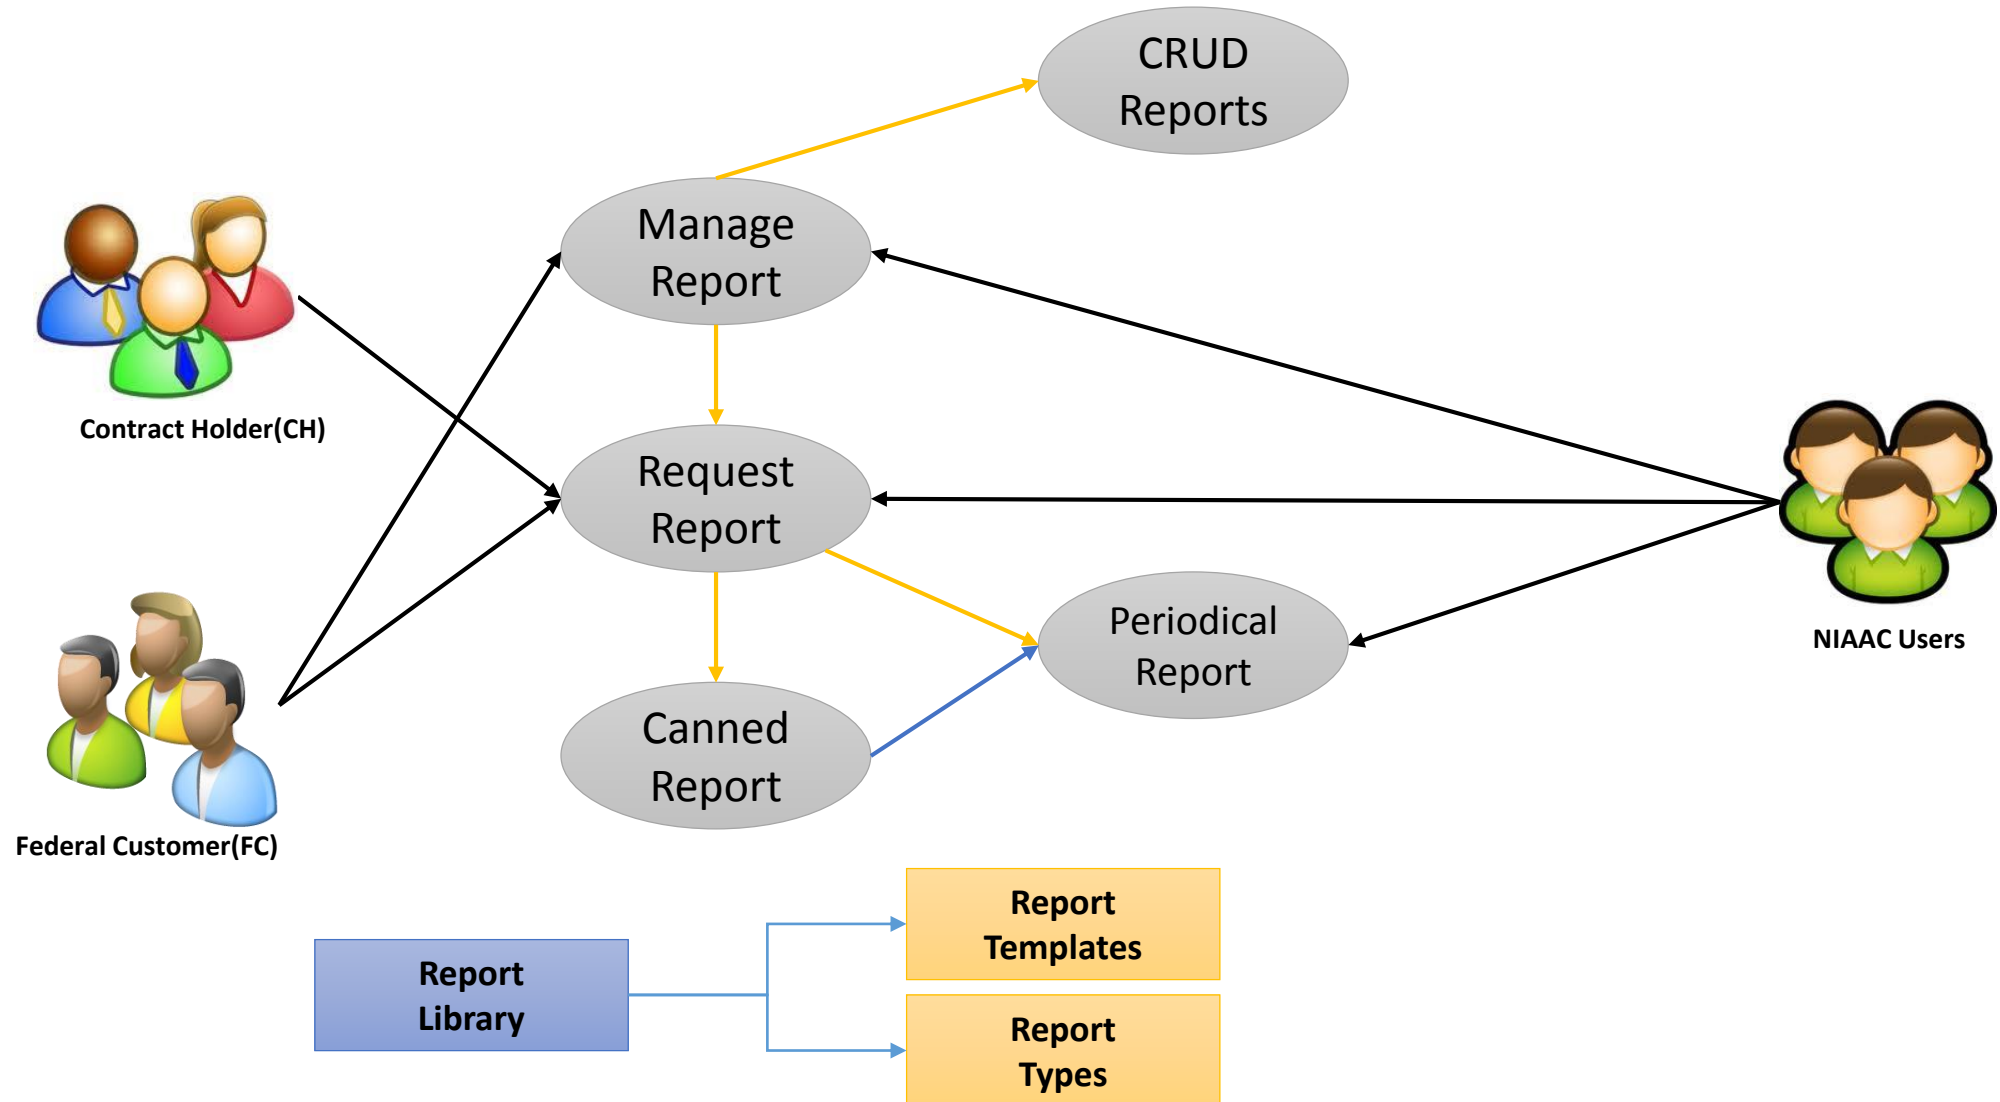 CRUD
Reports
Manage
Report
Contract Holder(CH)
Request
Report
Periodical
Report
NIAAC Users
Canned
Report
Federal Customer(FC)
Report
Templates
Report
Library
Report
Types